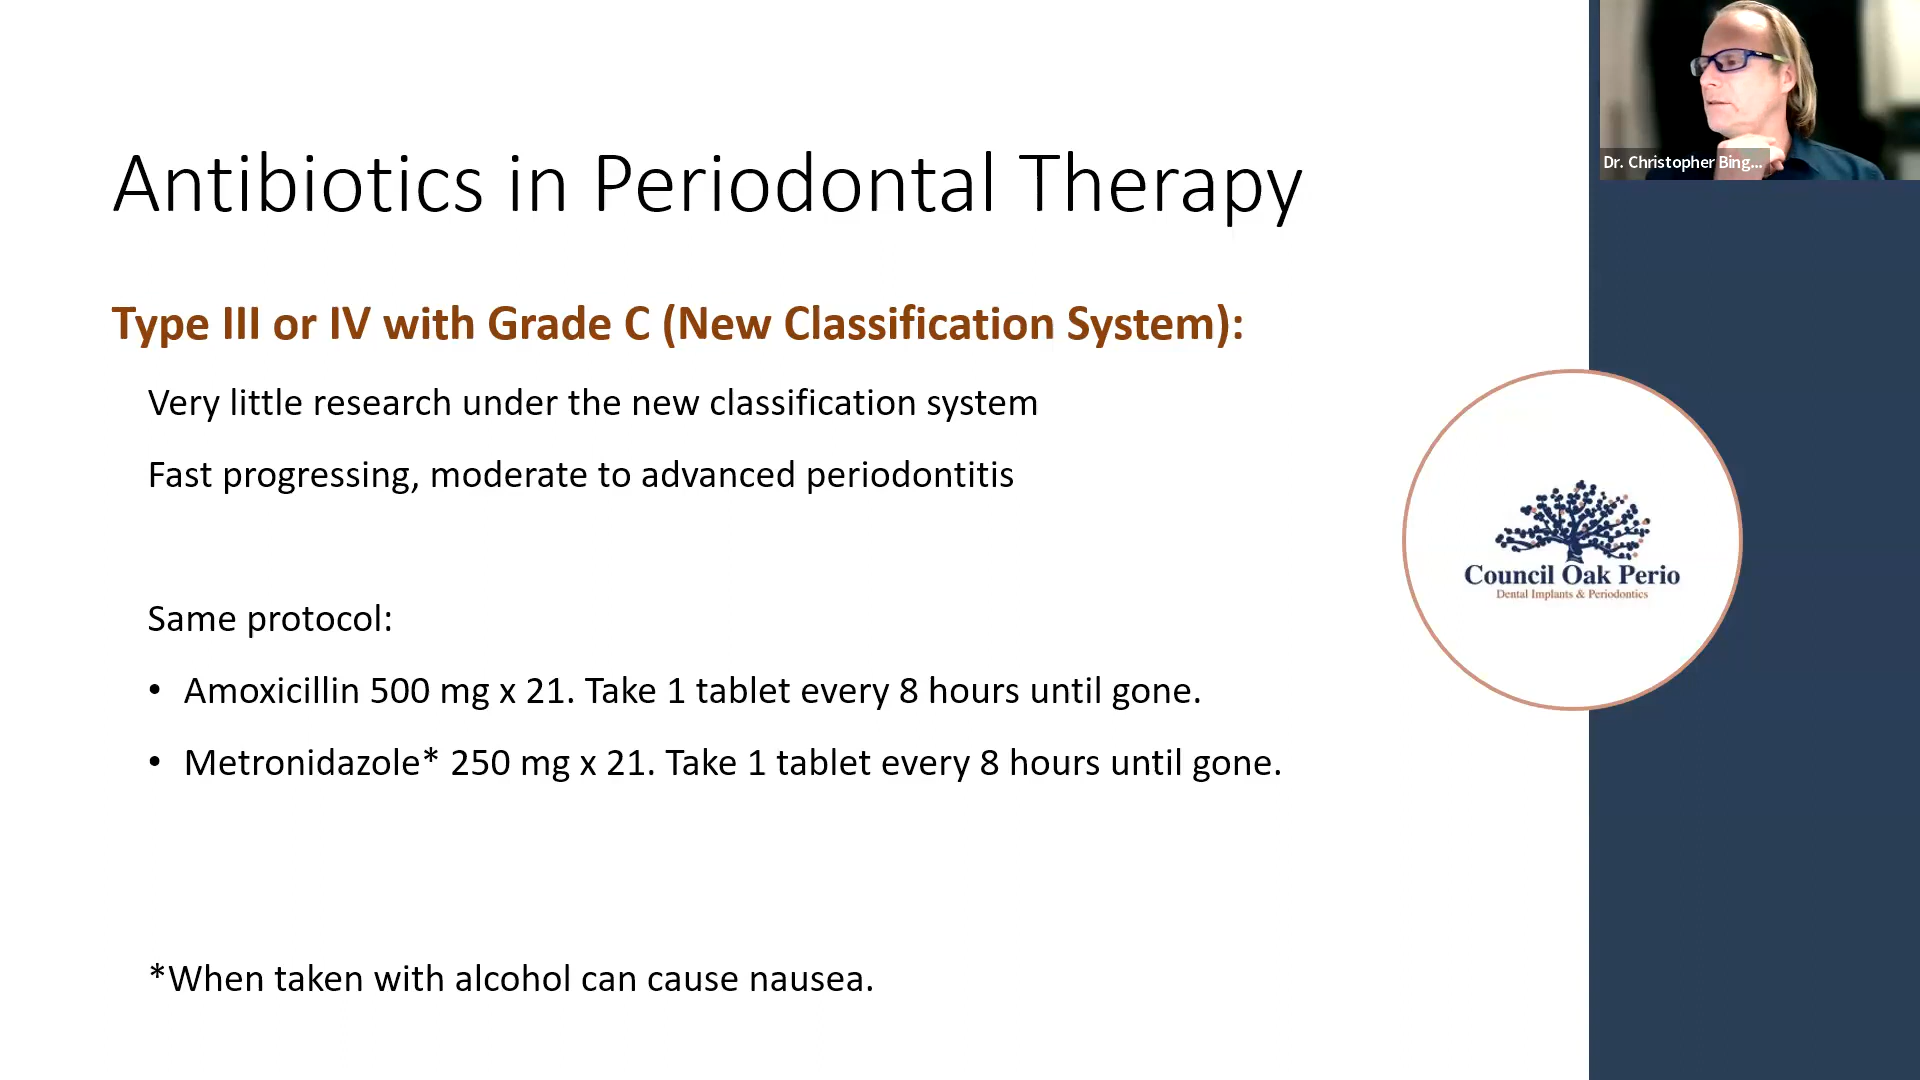 Antibiotics in Periodontal Therapy
Dr. Christopher Bing...
Type III or IV with Grade C (New Classification System):
Very little research under the new classification system
Fast progressing, moderate to advanced periodontitis
Council Oak Perio
Dental Implants & Periodontics
Same protocol:
• Amoxicillin 500 mg x 21. Take 1 tablet every 8 hours until gone.
• Metronidazole* 250 mg x 21. Take 1 tablet every 8 hours until gone.
*When taken with alcohol can cause nausea.